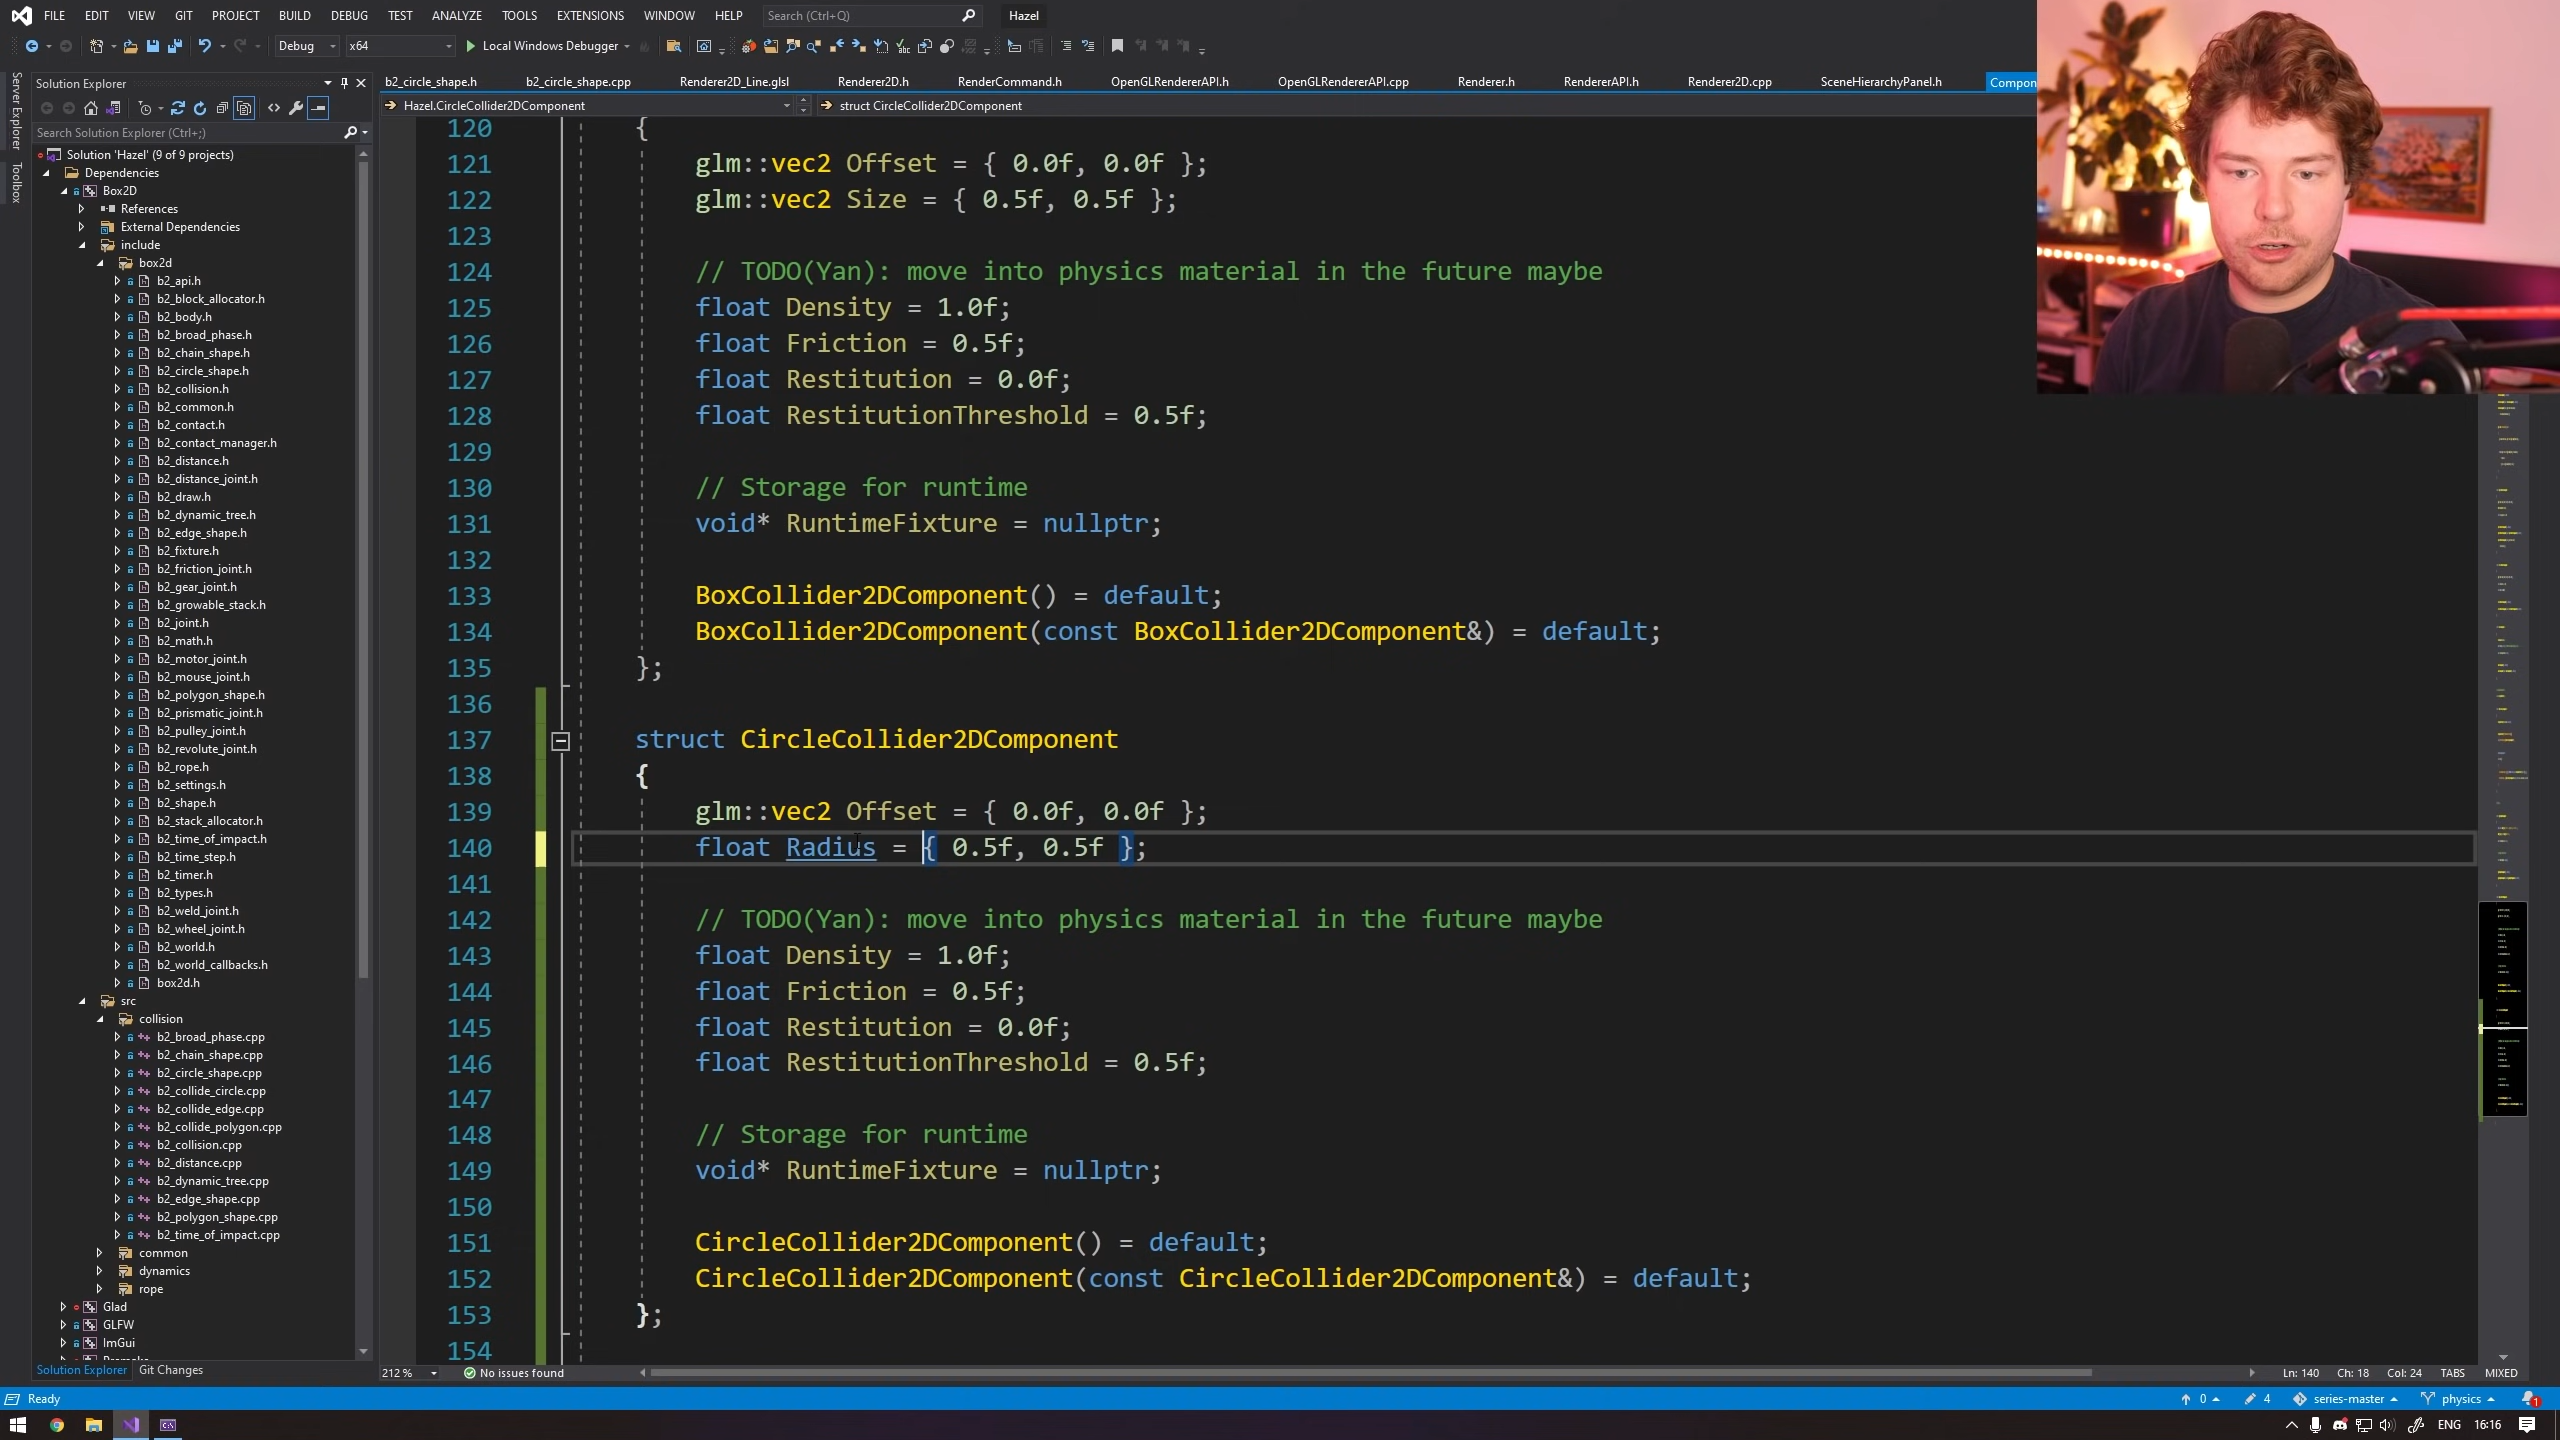 FILE EDIT VIEW GIT PROJECT BUILD DEBUG TEST ANALYZE TOOLS EXTENSIONS WINDOW HELP Search (Ctrl+Q) Hazel
Debug x64 Local Windows Debugger
Server Explorer
Toolbox
Solution Explorer
Search Solution Explorer (Ctrl+;)
Solution 'Hazel' (9 of 9 projects)
Dependencies
Box2D
References
External Dependencies
include
box2d
b2_api.h
b2_block_allocator.h
b2_body.h
b2_broad_phase.h
b2_chain_shape.h
b2_circle_shape.h
b2_collision.h
b2_common.h
b2_contact.h
b2_contact_manager.h
b2_distance.h
b2_distance_joint.h
b2_draw.h
b2_dynamic_tree.h
b2_edge_shape.h
b2_fixture.h
b2_friction_joint.h
b2_gear_joint.h
b2_growable_stack.h
b2_joint.h
b2_math.h
b2_motor_joint.h
b2_mouse_joint.h
b2_polygon_shape.h
b2_prismatic_joint.h
b2_pulley_joint.h
b2_revolute_joint.h
b2_rope.h
b2_settings.h
b2_shape.h
b2_stack_allocator.h
b2_time_of_impact.h
b2_time_step.h
b2_timer.h
b2_types.h
b2_weld_joint.h
b2_wheel_joint.h
b2_world.h
b2_world_callbacks.h
box2d.h
src
collision
b2_broad_phase.cpp
b2_chain_shape.cpp
b2_circle_shape.cpp
b2_collide_circle.cpp
b2_collide_edge.cpp
b2_collide_polygon.cpp
b2_collision.cpp
b2_distance.cpp
b2_dynamic_tree.cpp
b2_edge_shape.cpp
b2_polygon_shape.cpp
b2_time_of_impact.cpp
common
dynamics
rope
Glad
GLFW
ImGui
Solution Explorer Git Changes
b2_circle_shape.h b2_circle_shape.cpp Renderer2D_Line.glsl Renderer2D.h RenderCommand.h OpenGLRendererAPI.h OpenGLRendererAPI.cpp Renderer.h RendererAPI.h Renderer2D.cpp SceneHierarchyPanel.h Compon
Hazel.CircleCollider2DComponent struct CircleCollider2DComponent
120 {
121 glm::vec2 Offset = { 0.0f, 0.0f };
122 glm::vec2 Size = { 0.5f, 0.5f };
123
124 // TODO(Yan): move into physics material in the future maybe
125 float Density = 1.0f;
126 float Friction = 0.5f;
127 float Restitution = 0.0f;
128 float RestitutionThreshold = 0.5f;
129
130 // Storage for runtime
131 void* RuntimeFixture = nullptr;
132
133 BoxCollider2DComponent() = default;
134 BoxCollider2DComponent(const BoxCollider2DComponent&) = default;
135 };
136
137 struct CircleCollider2DComponent
138 {
139 glm::vec2 Offset = { 0.0f, 0.0f };
140 float Radius = { 0.5f, 0.5f };
141
142 // TODO(Yan): move into physics material in the future maybe
143 float Density = 1.0f;
144 float Friction = 0.5f;
145 float Restitution = 0.0f;
146 float RestitutionThreshold = 0.5f;
147
148 // Storage for runtime
149 void* RuntimeFixture = nullptr;
150
151 CircleCollider2DComponent() = default;
152 CircleCollider2DComponent(const CircleCollider2DComponent&) = default;
153 };
154
212 % No issues found Ln: 140 Ch: 18 Col: 24 TABS MIXED
Ready 0 4 series-master physics 1
ENG 16:16